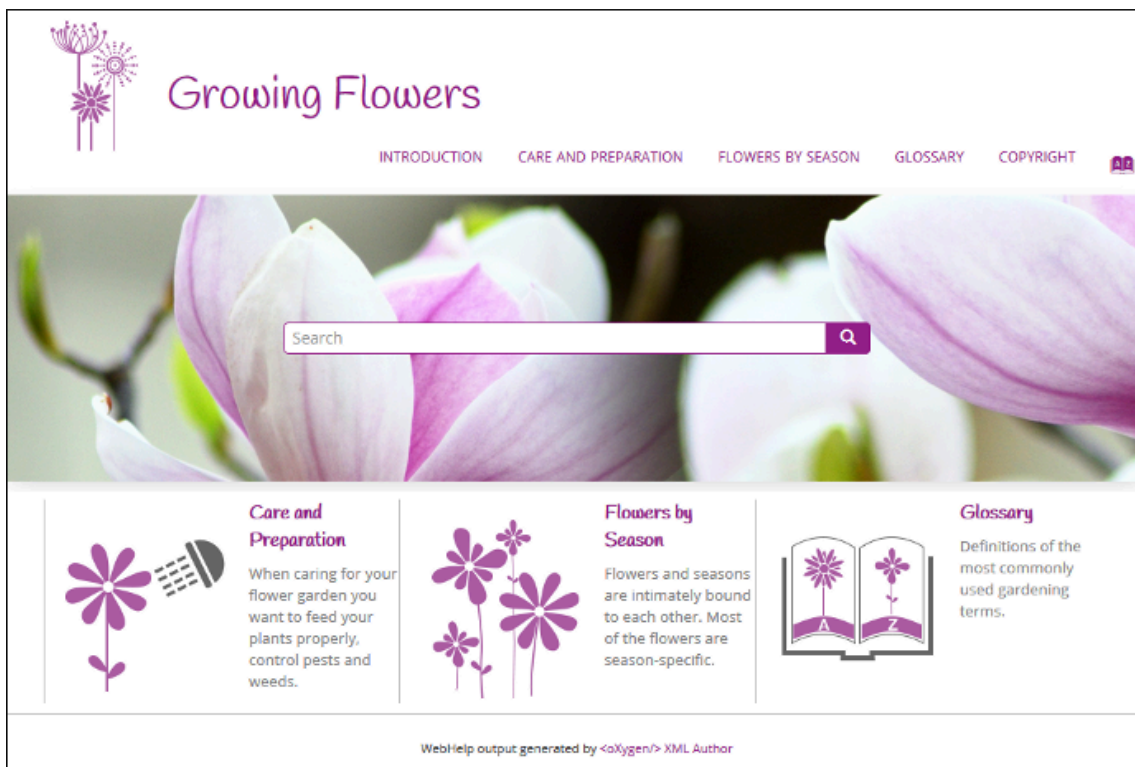 Growing Flowers
INTRODUCTION CARE AND PREPARATION FLOWERS BY SEASON GLOSSARY COPYRIGHT
Search
Care and
Preparation
When caring for your
flower garden you
want to feed your
plants properly,
control pests and
weeds.
Flowers by
Season
Flowers and seasons
are intimately bound
to each other. Most
of the flowers are
season-specific.
A Z
Glossary
Definitions of the
most commonly
used gardening
terms.
WebHelp output generated by <oXygen/> XML Author